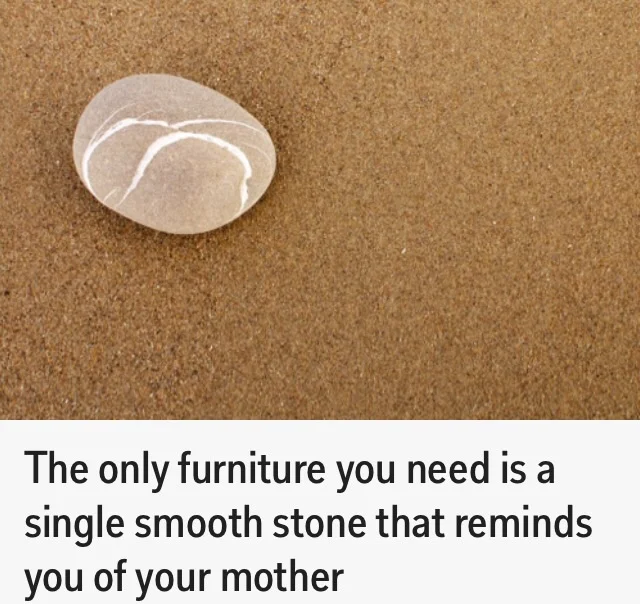 The only furniture you need is a
single smooth stone that reminds
you of your mother